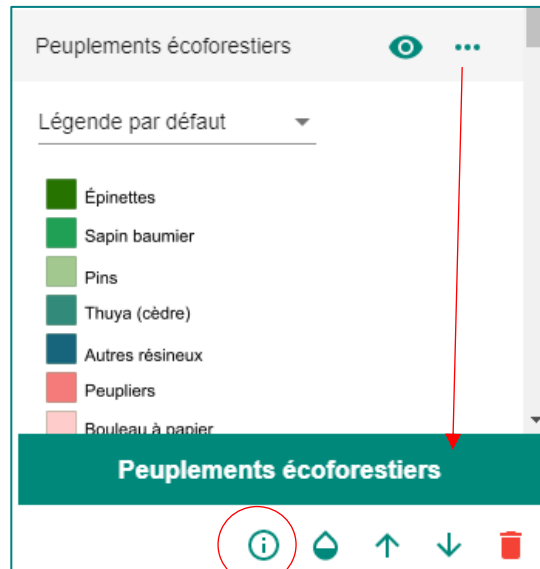 Peuplements écoforestiers
Légende par défaut
Épinettes
Sapin baumier
Pins
Thuya (cèdre)
Autres résineux
Peupliers
Bouleau à papier
Peuplements écoforestiers